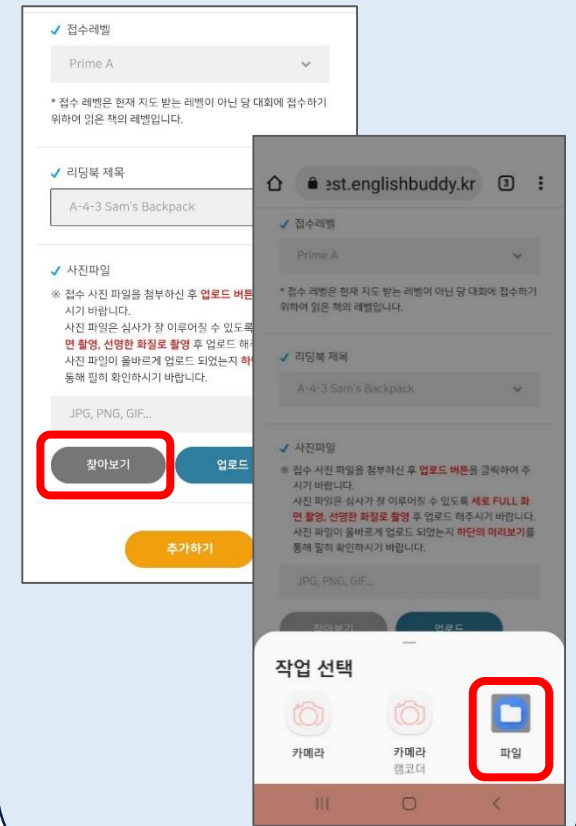 접수레벨
Prime A
* 접수 레벨은 현재 지도 받는 레벨이 아닌 당 대회에 접수하기
위하여 읽은 책의 레벨입니다.
리딩북 제목
A-4-3 Sam's Backpack
사진파일
※ 접수 사진 파일을 첨부하신 후 업로드 버튼
시기 바랍니다.
사진 파일은 심사가 잘 이루어질 수 있도록
면 촬영, 선명한 화질로 촬영 후 업로드 해
사진 파일이 올바르게 업로드 되었는지 하
통해 필히 확인하시기 바랍니다.
JPG, PNG, GIF...
찾아보기
업로드
추가하기
est.englishbuddy.kr
3
접수레벨
Prime A
* 접수 레벨은 현재 지도 받는 레벨이 아닌 당 대회에 접수하기
위하여 읽은 책의 레벨입니다.
리딩북 제목
A-4-3 Sam's Backpack
사진파일
※ 접수 사진 파일을 첨부하신 후 업로드 버튼을 클릭하여 주
시기 바랍니다.
사진 파일은 심사가 잘 이루어질 수 있도록 세로 FULL 화
면 촬영, 선명한 화질로 촬영 후 업로드 해주시기 바랍니다.
사진 파일이 올바르게 업로드 되었는지 하단의 미리보기를
통해 필히 확인하시기 바랍니다.
JPG, PNG, GIF...
찾아보기
업로드
작업 선택
카메라
카메라
캠코더
파일